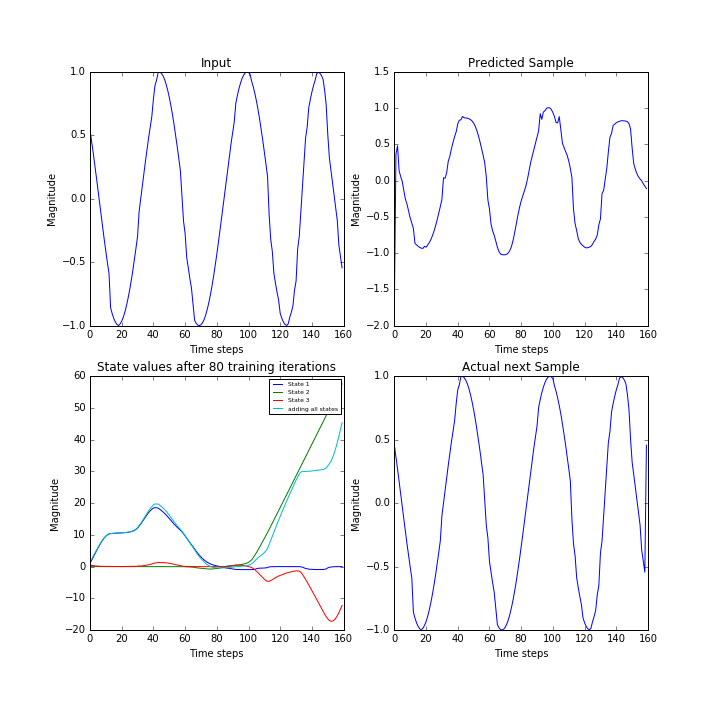 Input
1.0
0.5
0.0
−0.5
−1.0
Magnitude
0 20 40 60 80 100 120 140 160
Time steps
Predicted Sample
1.5
1.0
0.5
0.0
−0.5
−1.0
−1.5
−2.0
Magnitude
0 20 40 60 80 100 120 140 160
Time steps
State values after 80 training iterations
60
50
40
30
20
10
0
−10
−20
Magnitude
State 1
State 2
State 3
adding all states
0 20 40 60 80 100 120 140 160
Time steps
Actual next Sample
1.0
0.5
0.0
−0.5
−1.0
Magnitude
0 20 40 60 80 100 120 140 160
Time steps